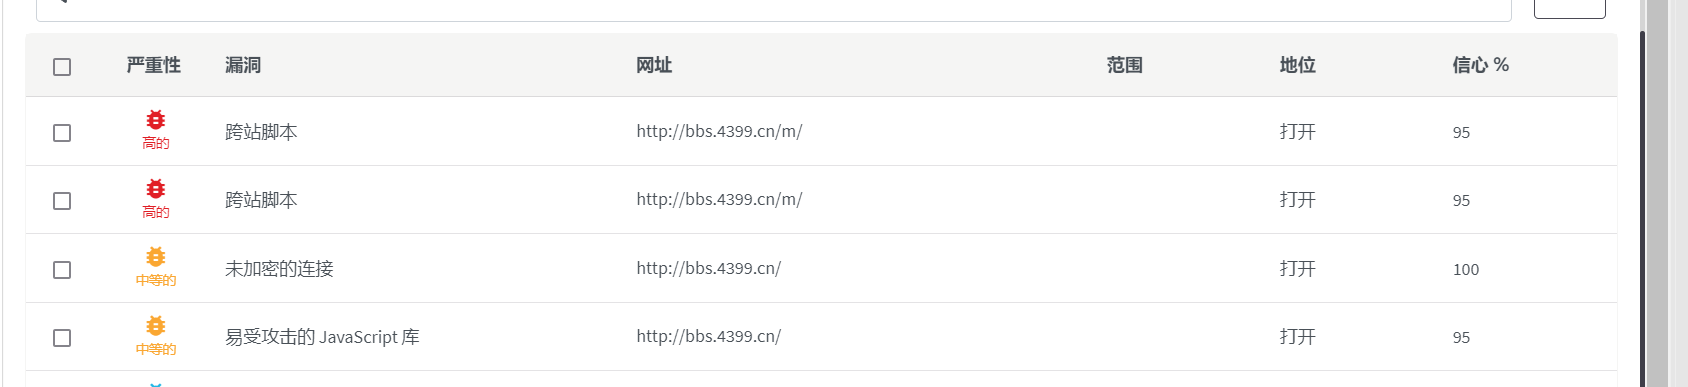 严重性 漏洞 网址 范围 地位 信心 %
高的 跨站脚本 http://bbs.4399.cn/m/ 打开 95
高的 跨站脚本 http://bbs.4399.cn/m/ 打开 95
中等的 未加密的连接 http://bbs.4399.cn/ 打开 100
中等的 易受攻击的 JavaScript 库 http://bbs.4399.cn/ 打开 95